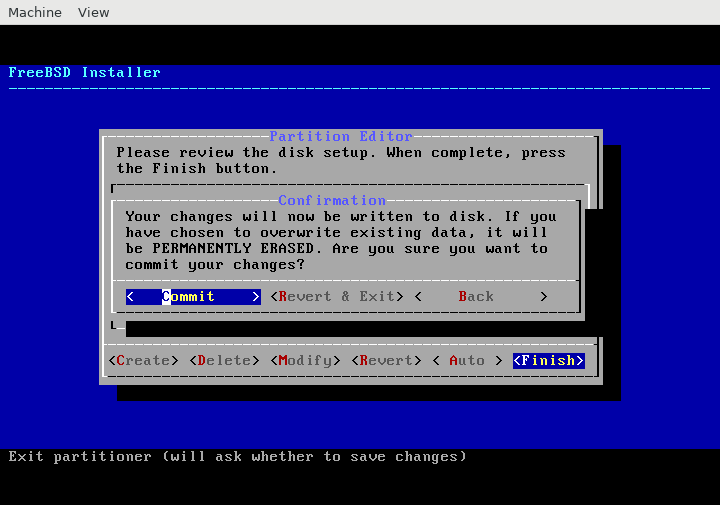 Machine View
FreeBSD Installer
Partition Editor
Please review the disk setup. When complete, press
the Finish button.
Confirmation
Your changes will now be written to disk. If you
have chosen to overwrite existing data, it will
be PERMANENTLY ERASED. Are you sure you want to
commit your changes?
< Commit > <Revert & Exit> < Back >
<Create> <Delete> <Modify> <Revert> < Auto > <Finish>
Exit partitioner (will ask whether to save changes)